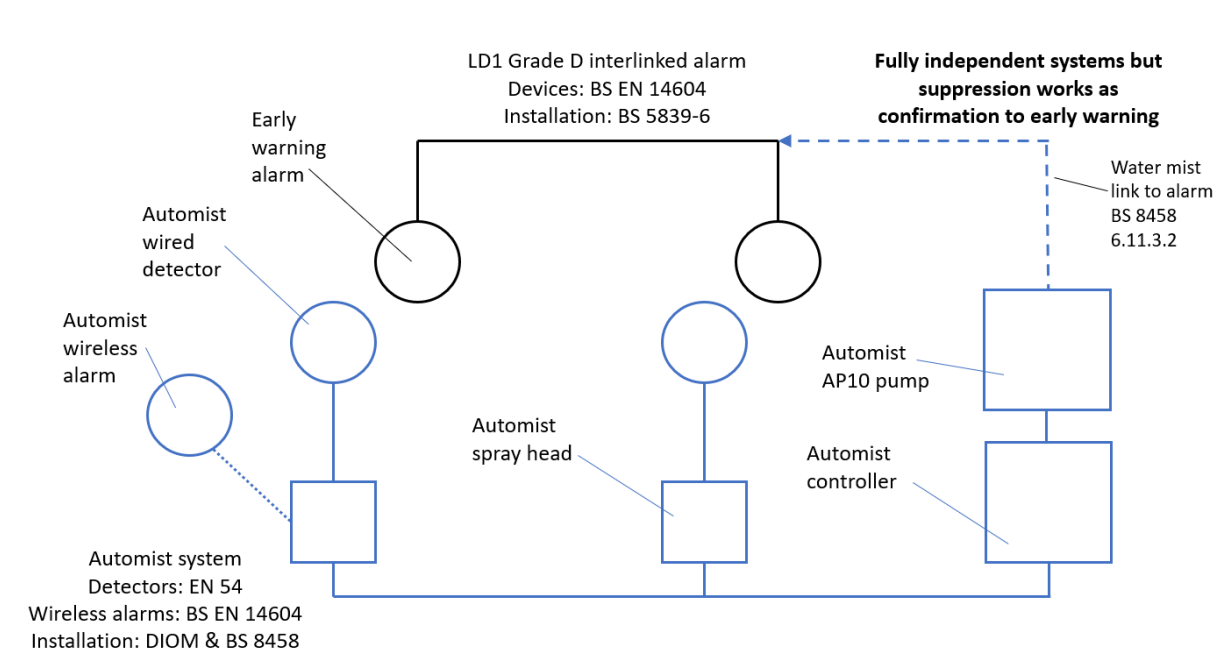 LD1 Grade D interlinked alarm
Devices: BS EN 14604
Installation: BS 5839-6
Fully independent systems but
suppression works as
confirmation to early warning
Early
warning
alarm
Water mist
link to alarm
BS 8458
6.11.3.2
Automist
wired
detector
Automist
wireless
alarm
Automist
AP10 pump
Automist
spray head
Automist
controller
Automist system
Detectors: EN 54
Wireless alarms: BS EN 14604
Installation: DIOM & BS 8458